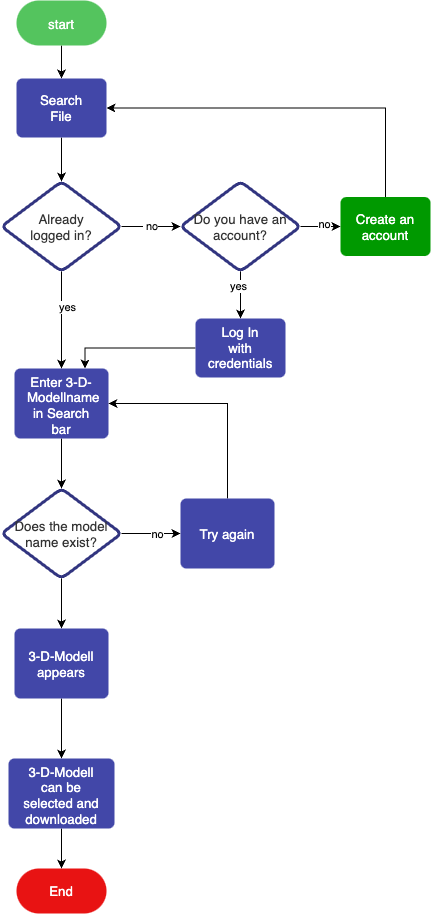 start
Search
File
Already
logged in?
no
Do you have an
account?
no
Create an
account
yes
yes
Log In
with
credentials
Enter 3-D-
Modellname
in Search
bar
Does the model
name exist?
no
Try again
3-D-Modell
appears
3-D-Modell
can be
selected and
downloaded
End